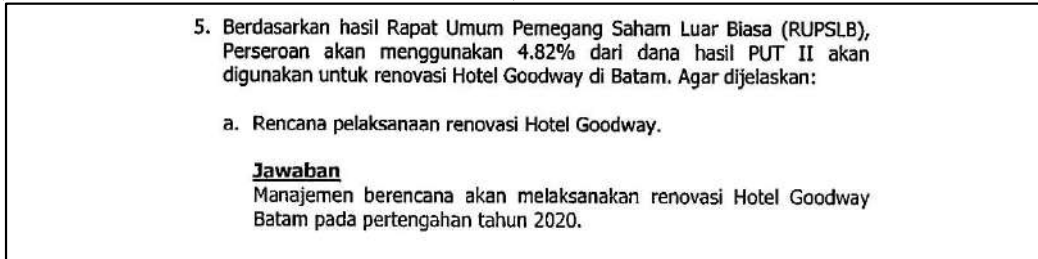 5. Berdasarkan hasil Rapat Umum Pemegang Saham Luar Biasa (RUPSLB),
Perseroan akan menggunakan 4.82% dari dana hasil PUT II akan
digunakan untuk renovasi Hotel Goodway di Batam. Agar dijelaskan:
a. Rencana pelaksanaan renovasi Hotel Goodway.
Jawaban
Manajemen berencana akan melaksanakan renovasi Hotel Goodway
Batam pada pertengahan tahun 2020.